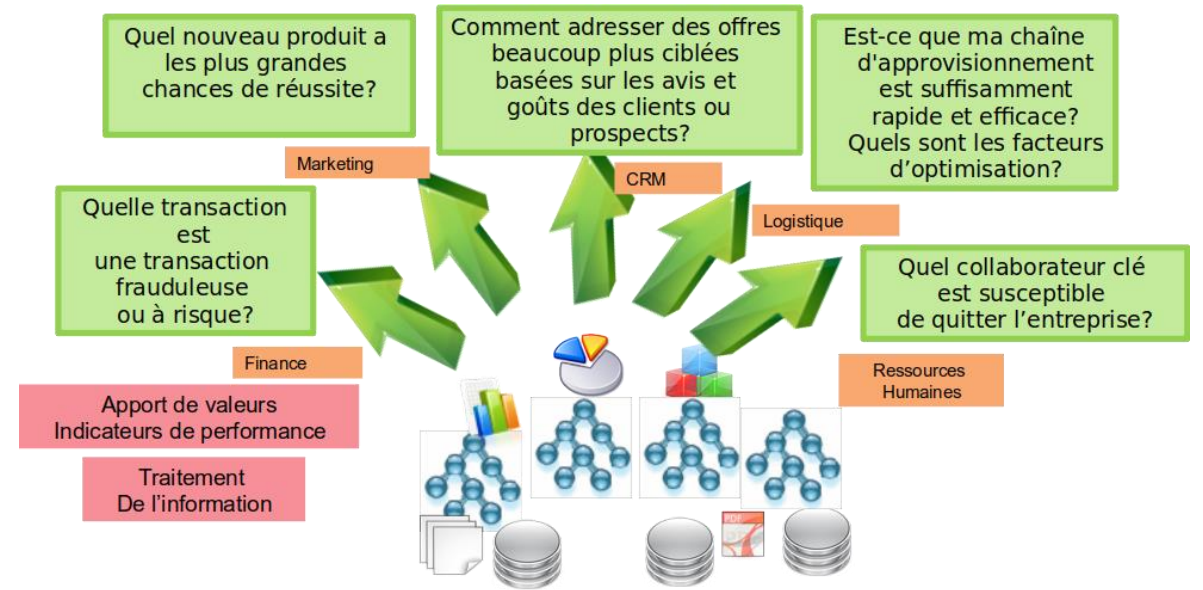 Quel nouveau produit a
les plus grandes
chances de réussite?
Comment adresser des offres
beaucoup plus ciblées
basées sur les avis et
goûts des clients ou
prospects?
Est-ce que ma chaîne
d'approvisionnement
est suffisamment
rapide et efficace?
Quels sont les facteurs
d’optimisation?
Marketing
CRM
Logistique
Quelle transaction
est
une transaction
frauduleuse
ou à risque?
Quel collaborateur clé
est susceptible
de quitter l’entreprise?
Finance
Ressources
Humaines
Apport de valeurs
Indicateurs de performance
Traitement
De l’information
PDF